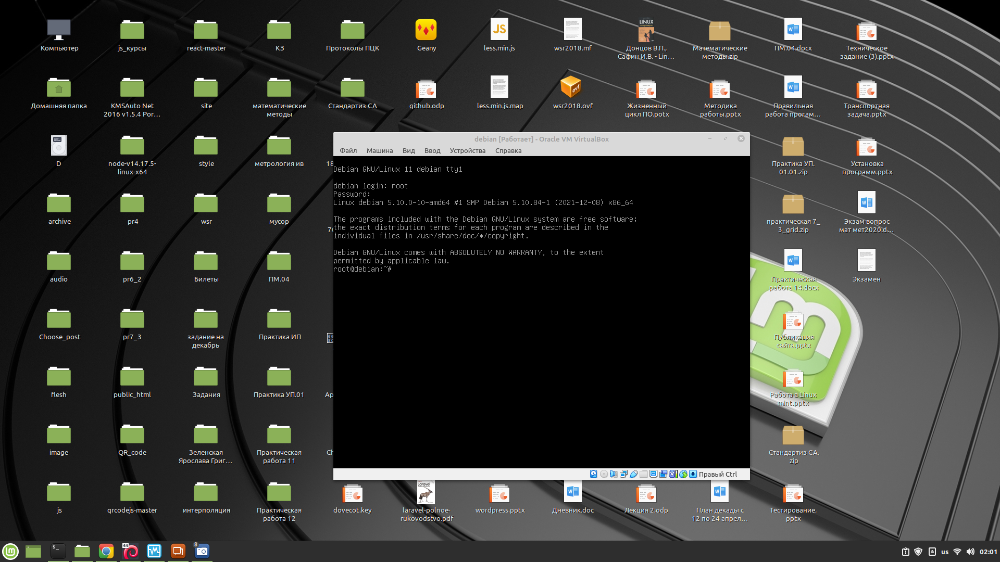 Компьютер
js_курсы
react-master
КЗ
Протоколы ПЦК
Geany
JS
less.min.js
wsr2018.mf
LINUX
Донцов В.П.,
Сафин И.В. - Lin...
Математические
методы.zip
ПМ.04.docx
Техническое
задание (3).pptx
Домашняя папка
KMSAuto Net
2016 v1.5.4 Por...
site
математические
методы
Стандартиз СА
github.odp
less.min.js.map
ovf
wsr2018.ovf
Жизненный
цикл ПО.potx
Методика
работы.pptx
Правильная
работа програм...
Транспортная
задача.pptx
D
node-v14.17.5-
linux-x64
style
метрология ив
18
Практика УП.
01.01.zip
Установка
программ.pptx
archive
pr4
wsr
мусор
70
практическая 7_
3_grid.zip
Экзам вопрос
мат мет2020.d...
audio
pr6_2
Билеты
ПМ.04
Практическая
работа 14.docx
Экзамен
Choose_post
pr7_3
задание на
декабрь
Практика ИП
Публикация
сайта.pptx
flesh
public_html
Задания
Практика УП.01
Ap
Работа в Linux
mint.pptx
image
QR_code
Зеленская
Ярослава Григ...
Практическая
работа 11
Ch
Стандартиз СА.
zip
js
qrcodejs-master
интерполяция
Практическая
работа 12
dovecot.key
Laravel
laravel-polnoe-
rukovodstvo.pdf
wordpress.pptx
Дневник.doc
Лекция 2.odp
План декады с
12 по 24 апрел...
Тестирование.
pptx
debian [Работает] - Oracle VM VirtualBox
Файл Машина Вид Ввод Устройства Справка
Debian GNU/Linux 11 debian tty1
debian login: root
Password:
Linux debian 5.10.0-10-amd64 #1 SMP Debian 5.10.84-1 (2021-12-08) x86_64
The programs included with the Debian GNU/Linux system are free software;
the exact distribution terms for each program are described in the
individual files in /usr/share/doc/*/copyright.
Debian GNU/Linux comes with ABSOLUTELY NO WARRANTY, to the extent
permitted by applicable law.
root@debian:~#
Правый Ctrl
64
8
us
02:01